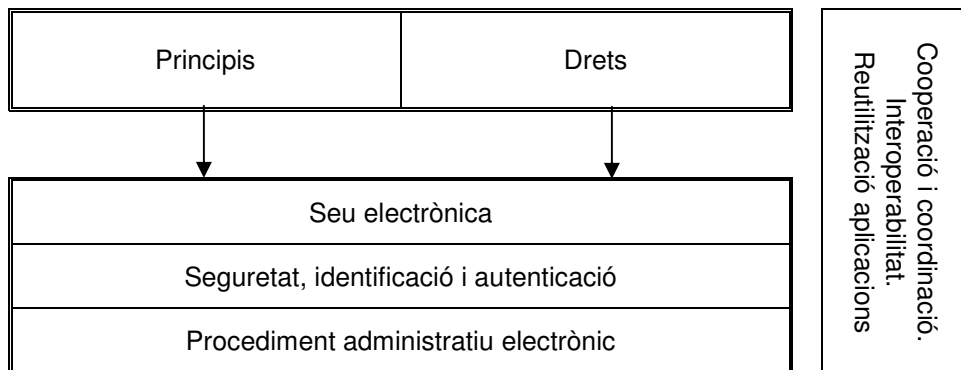 Principis
Drets
Seu electrònica
Seguretat, identificació i autenticació
Procediment administratiu electrònic
Cooperació i coordinació.
Interoperabilitat.
Reutilització aplicacions